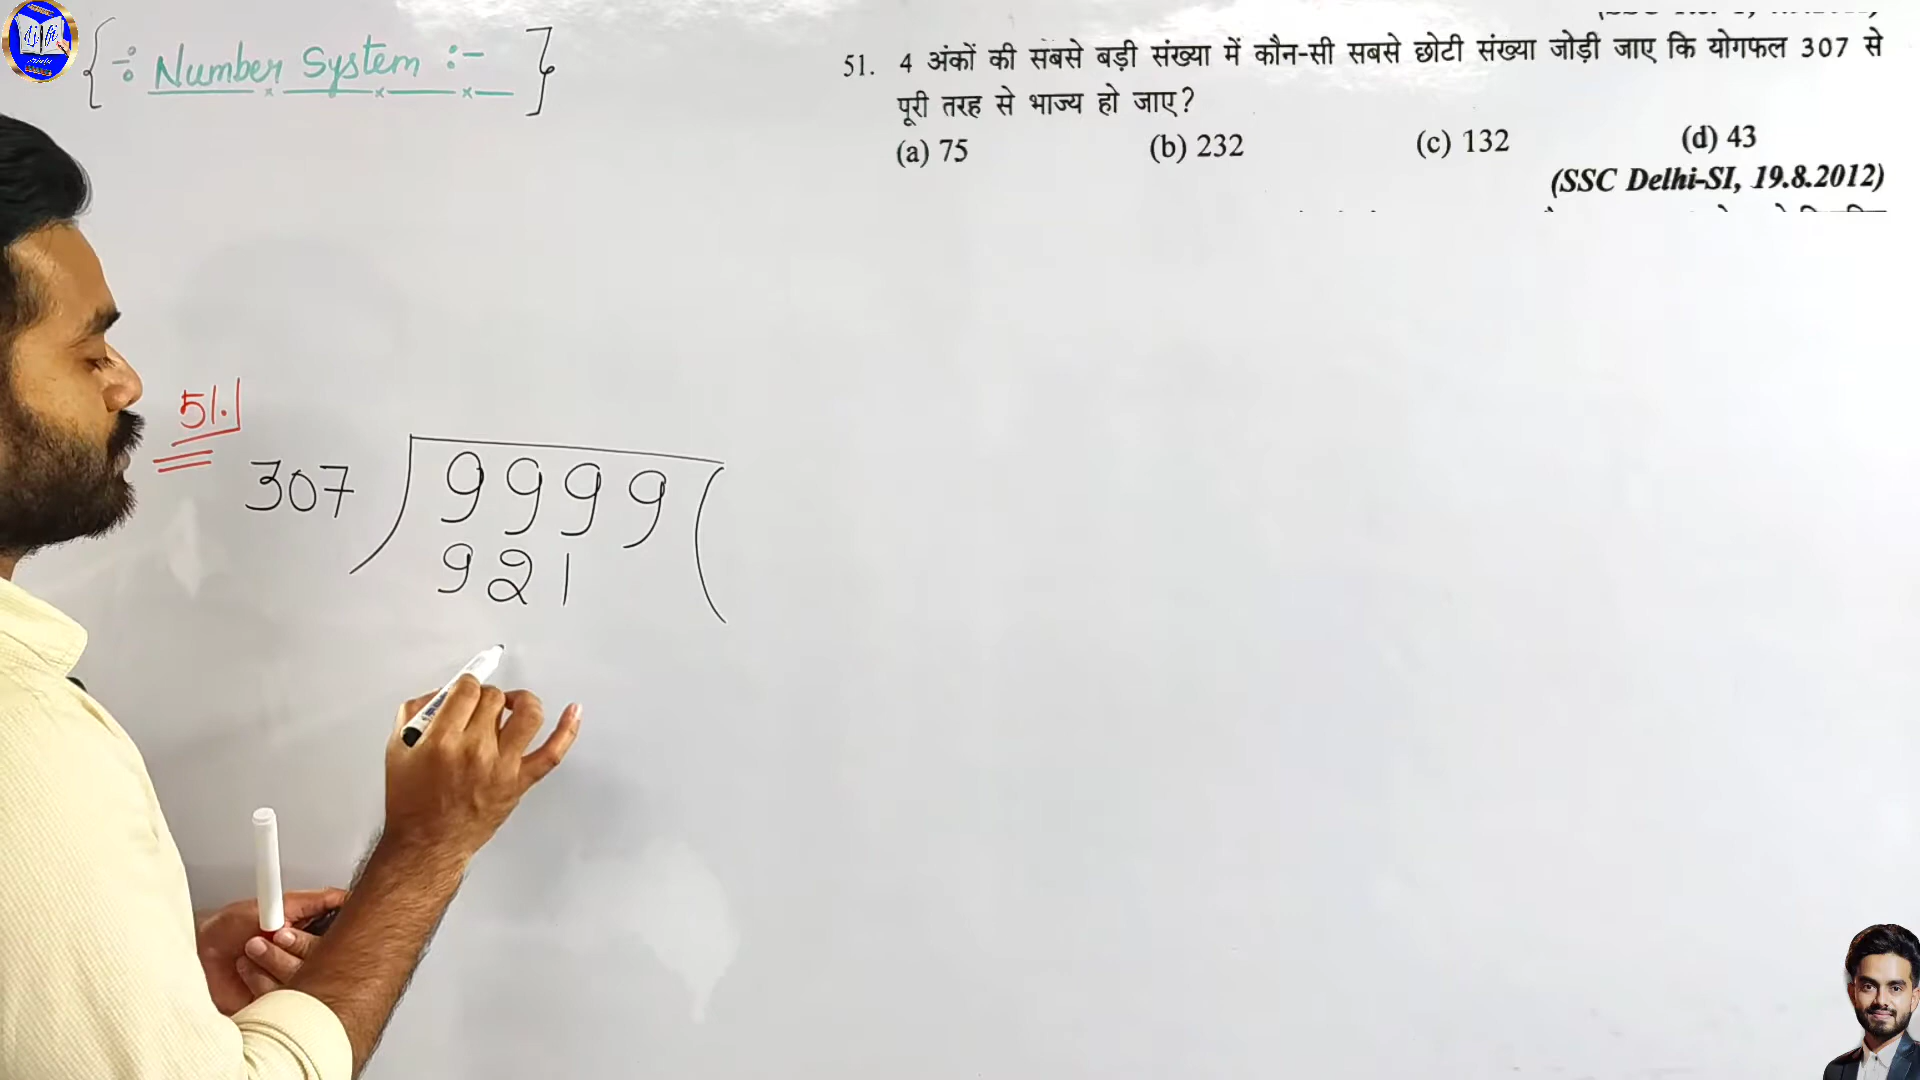 { ÷ Number System :- }
51. 4 अंकों की सबसे बड़ी संख्या में कौन-सी सबसे छोटी संख्या जोड़ी जाए कि योगफल 307 से
पूरी तरह से भाज्य हो जाए?
(a) 75 (b) 232 (c) 132 (d) 43
(SSC Delhi-SI, 19.8.2012)
51.
307 ) 9999 (
921